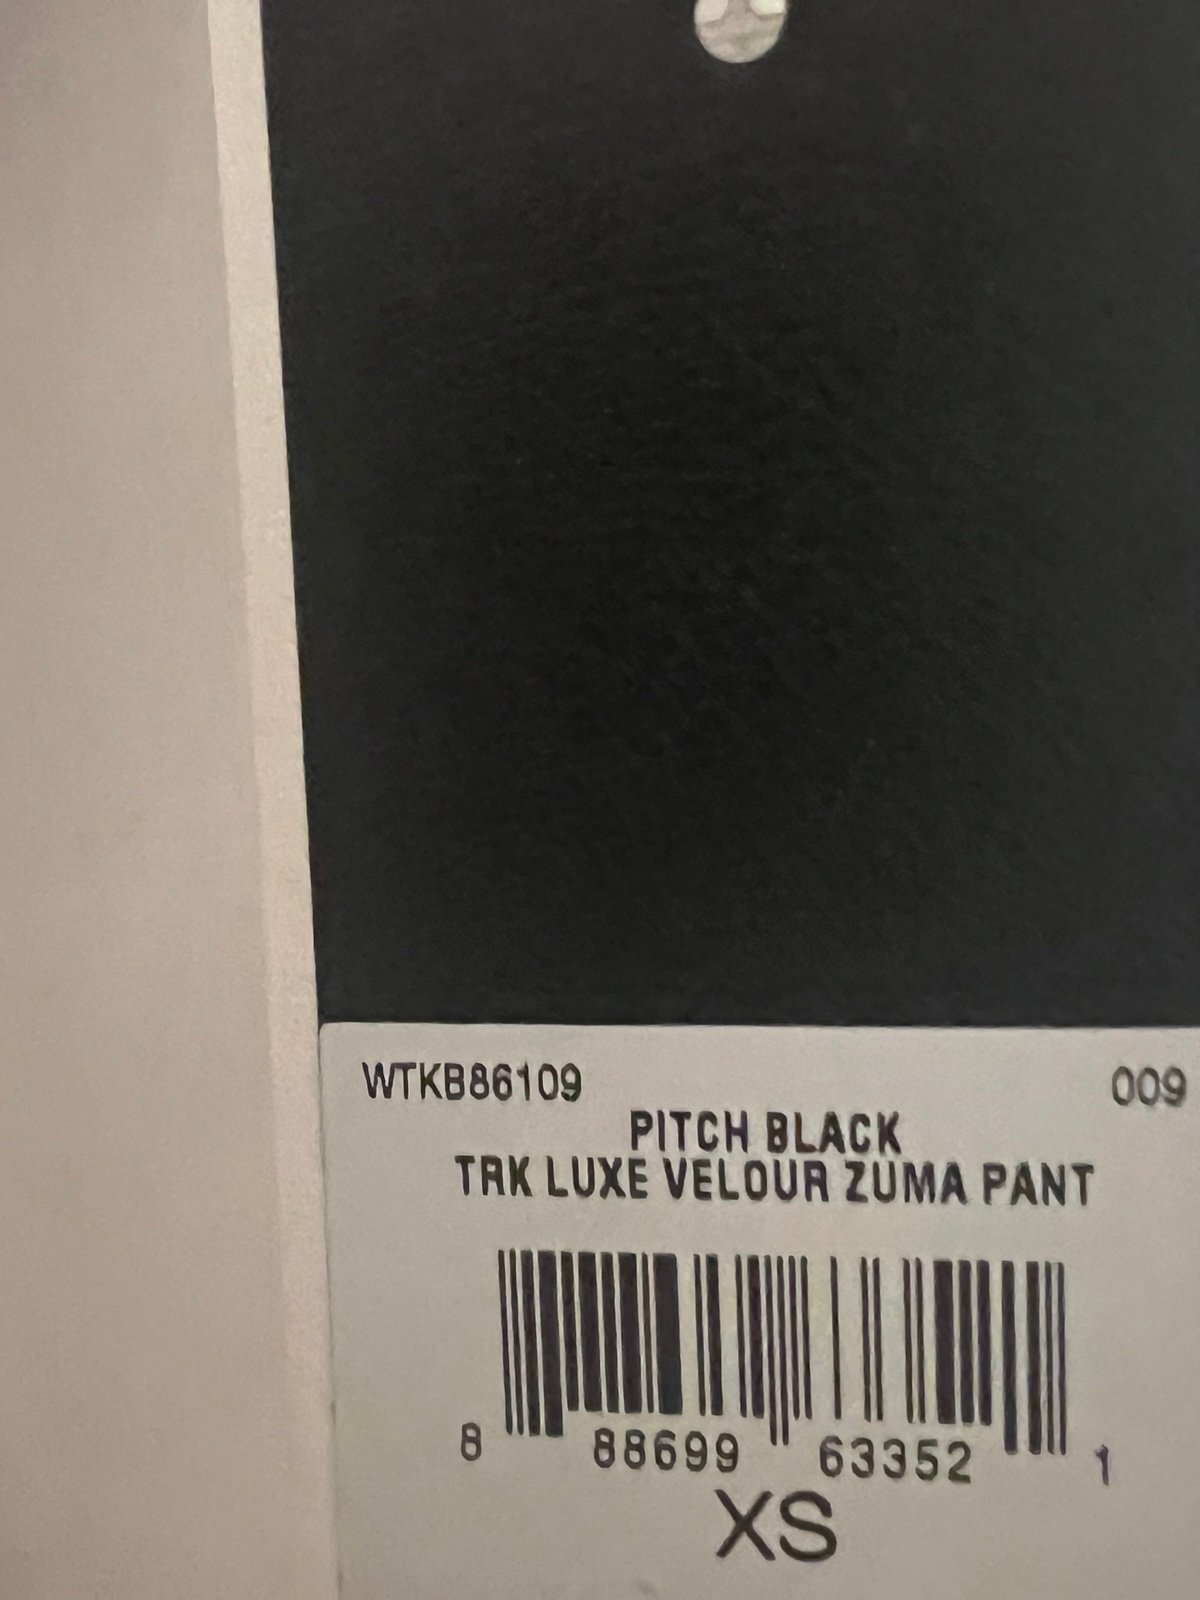 WTKB86109 009
PITCH BLACK
TRK LUXE VELOUR ZUMA PANT
8 88699 63352 1
XS